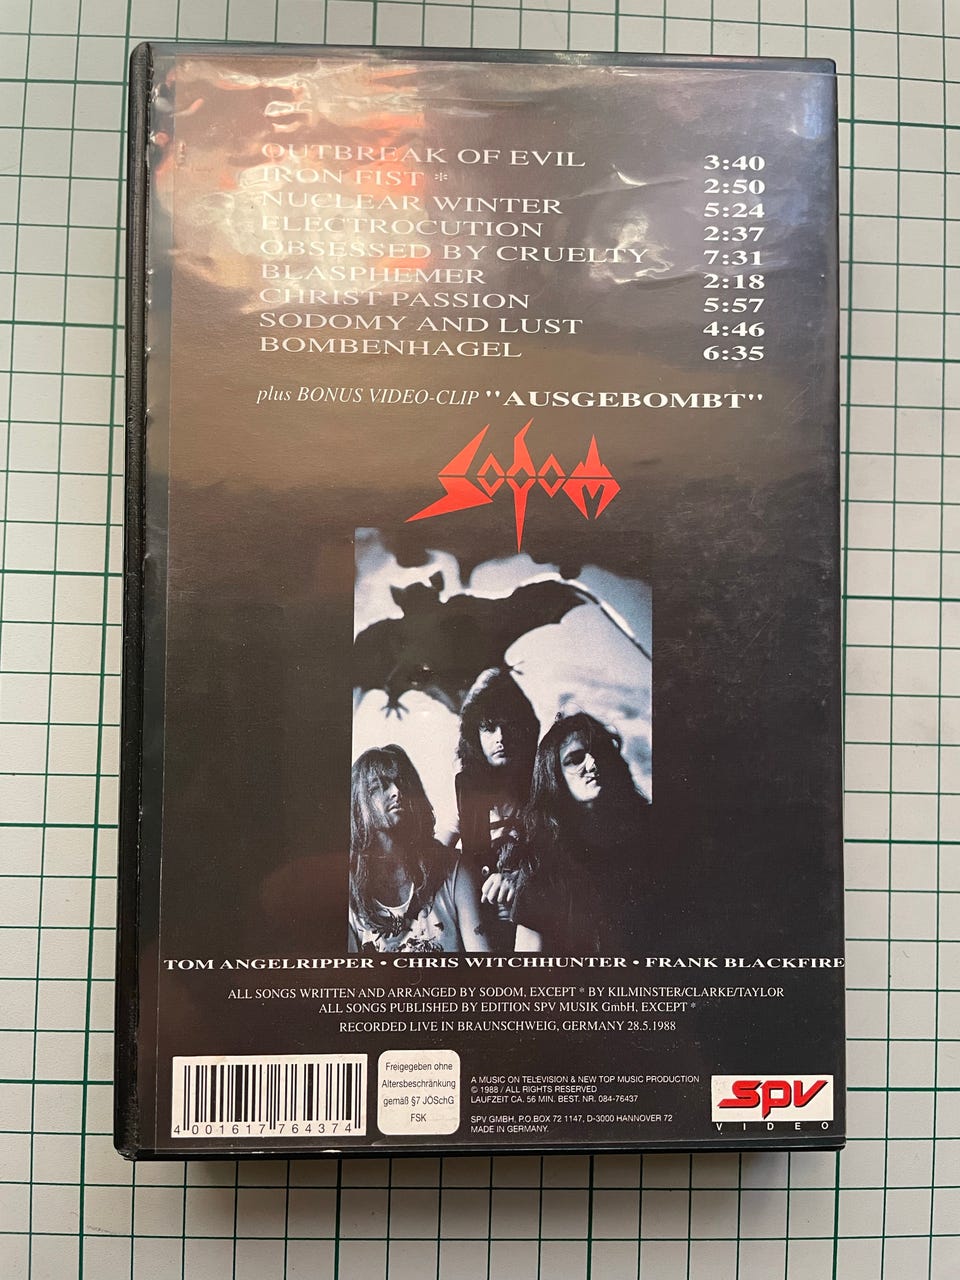 OUTBREAK OF EVIL 3:40
IRON FIST * 2:50
NUCLEAR WINTER 5:24
ELECTROCUTION 2:37
OBSESSED BY CRUELTY 7:31
BLASPHEMER 2:18
CHRIST PASSION 5:57
SODOMY AND LUST 4:46
BOMBENHAGEL 6:35
plus BONUS VIDEO-CLIP "AUSGEBOMBT"
SODOM
TOM ANGELRIPPER • CHRIS WITCHHUNTER • FRANK BLACKFIRE
ALL SONGS WRITTEN AND ARRANGED BY SODOM, EXCEPT * BY KILMINSTER/CLARKE/TAYLOR
ALL SONGS PUBLISHED BY EDITION SPV MUSIK GmbH, EXCEPT *
RECORDED LIVE IN BRAUNSCHWEIG, GERMANY 28.5.1988
4 001617 764374
Freigegeben ohne
Altersbeschränkung
gemäß §7 JÖSchG
FSK
A MUSIC ON TELEVISION & NEW TOP MUSIC PRODUCTION
© 1988 / ALL RIGHTS RESERVED
LAUFZEIT CA. 56 MIN. BEST. NR. 084-76437
SPV GMBH, P.O.BOX 72 1147, D-3000 HANNOVER 72
MADE IN GERMANY.
SPV
VIDEO